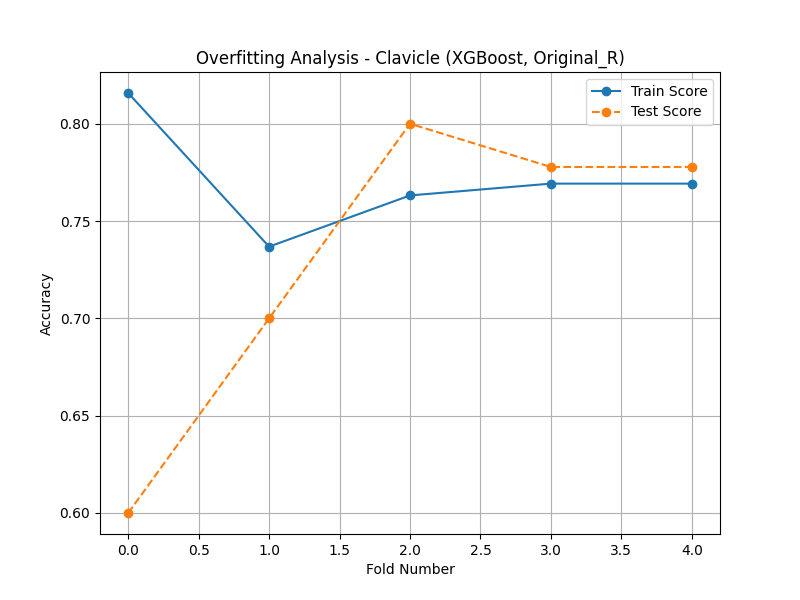 Overfitting Analysis - Clavicle (XGBoost, Original_R)
Train Score
Test Score
Accuracy
0.80
0.75
0.70
0.65
0.60
0.0 0.5 1.0 1.5 2.0 2.5 3.0 3.5 4.0
Fold Number